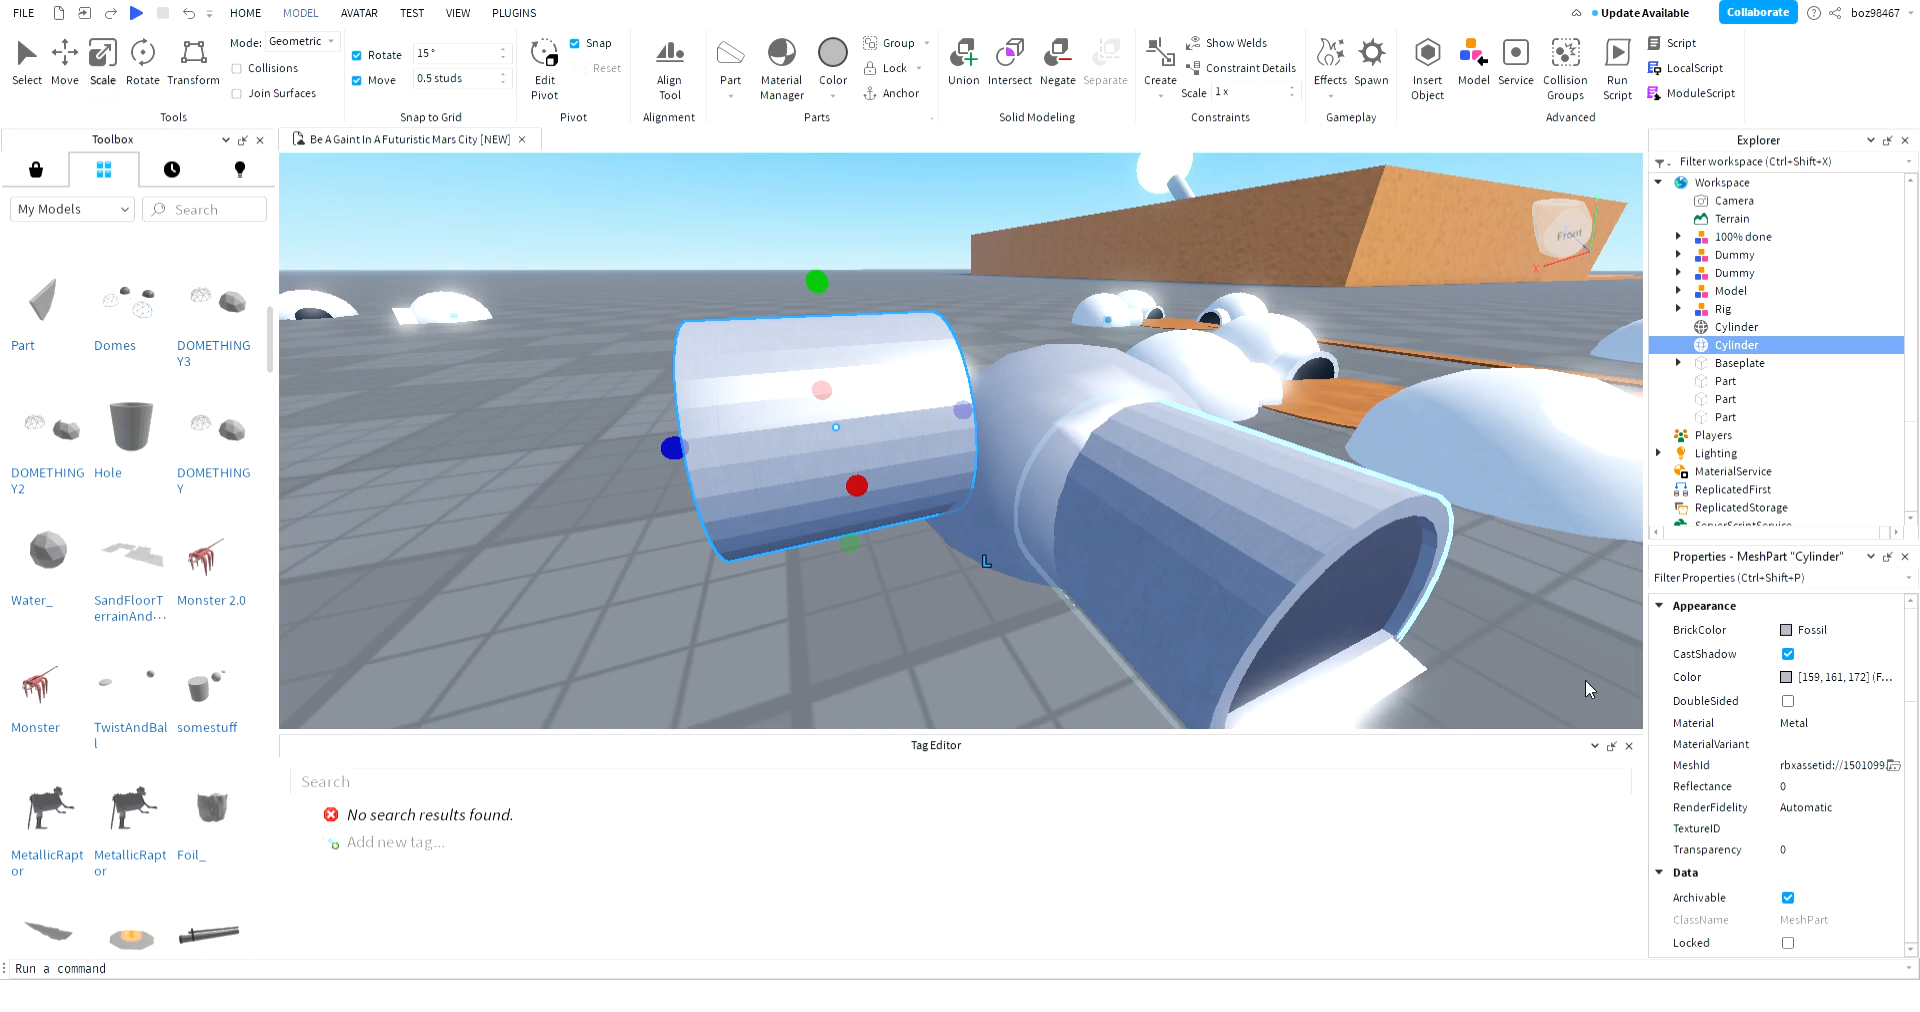 FILE HOME MODEL AVATAR TEST VIEW PLUGINS Update Available Collaborate boz98467
Select Move Scale Rotate Transform
Mode: Geometric
Collisions
Join Surfaces
Tools
Rotate 15°
Move 0.5 studs
Snap to Grid
Edit Pivot
Snap
Reset
Pivot
Align Tool
Alignment
Part Material Manager Color
Group
Lock
Anchor
Parts
Union Intersect Negate Separate
Solid Modeling
Create
Show Welds
Constraint Details
Scale 1 x
Constraints
Effects Spawn
Gameplay
Insert Object Model Service Collision Groups Run Script
Script
LocalScript
ModuleScript
Advanced
Toolbox
My Models Search
Part Domes DOMETHINGY3
DOMETHINGY2 Hole DOMETHINGY
Water_ SandFloorTerrainAnd··· Monster 2.0
Monster TwistAndBall somestuff
MetallicRaptor MetallicRaptor Foil_
Be A Gaint In A Futuristic Mars City [NEW]
Front
X
L
Tag Editor
Search
No search results found.
Add new tag...
Explorer
Filter workspace (Ctrl+Shift+X)
Workspace
Camera
Terrain
100% done
Dummy
Dummy
Model
Rig
Cylinder
Cylinder
Baseplate
Part
Part
Part
Players
Lighting
MaterialService
ReplicatedFirst
ReplicatedStorage
ServerScriptService
Properties - MeshPart "Cylinder"
Filter Properties (Ctrl+Shift+P)
Appearance
BrickColor Fossil
CastShadow
Color [159, 161, 172] (F...
DoubleSided
Material Metal
MaterialVariant
MeshId rbxassetid://1501099
Reflectance 0
RenderFidelity Automatic
TextureID
Transparency 0
Data
Archivable
ClassName MeshPart
Locked
Run a command